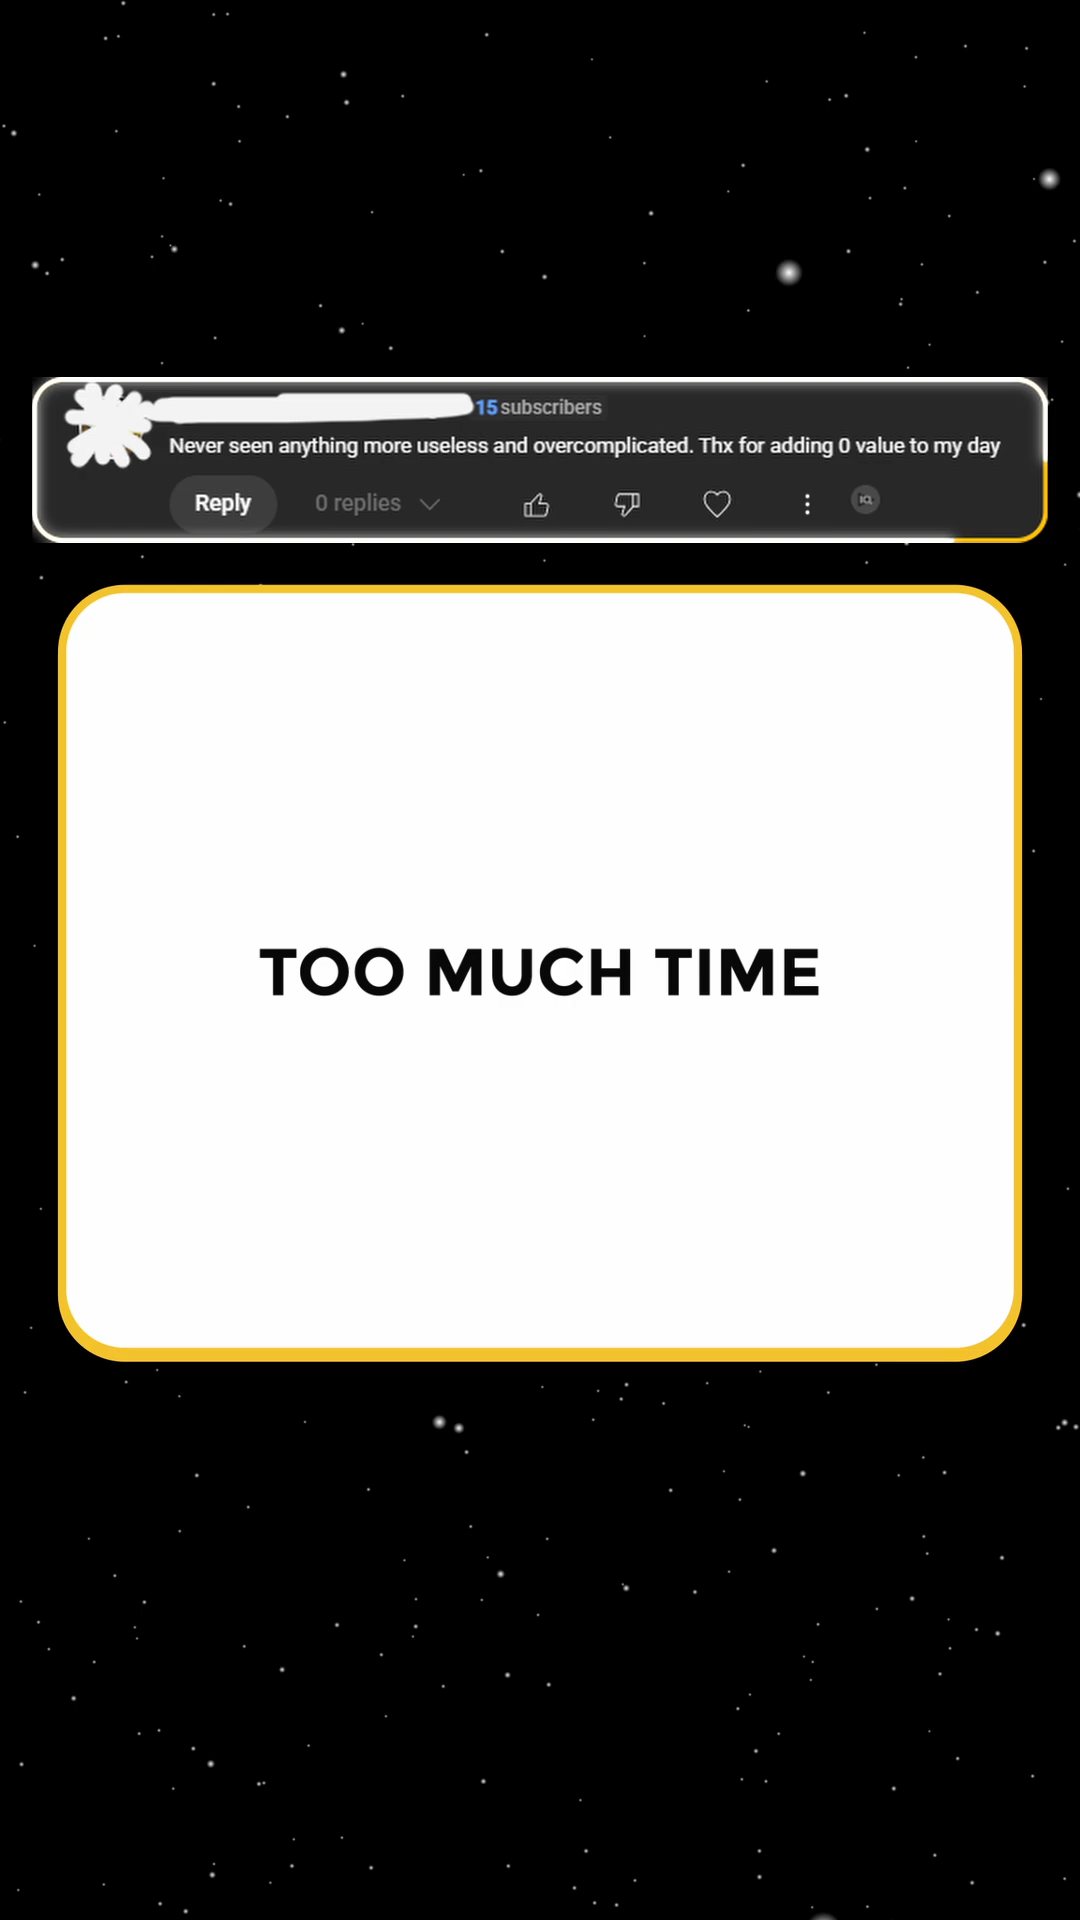 15 subscribers
Never seen anything more useless and overcomplicated. Thx for adding 0 value to my day
Reply 0 replies
TOO MUCH TIME